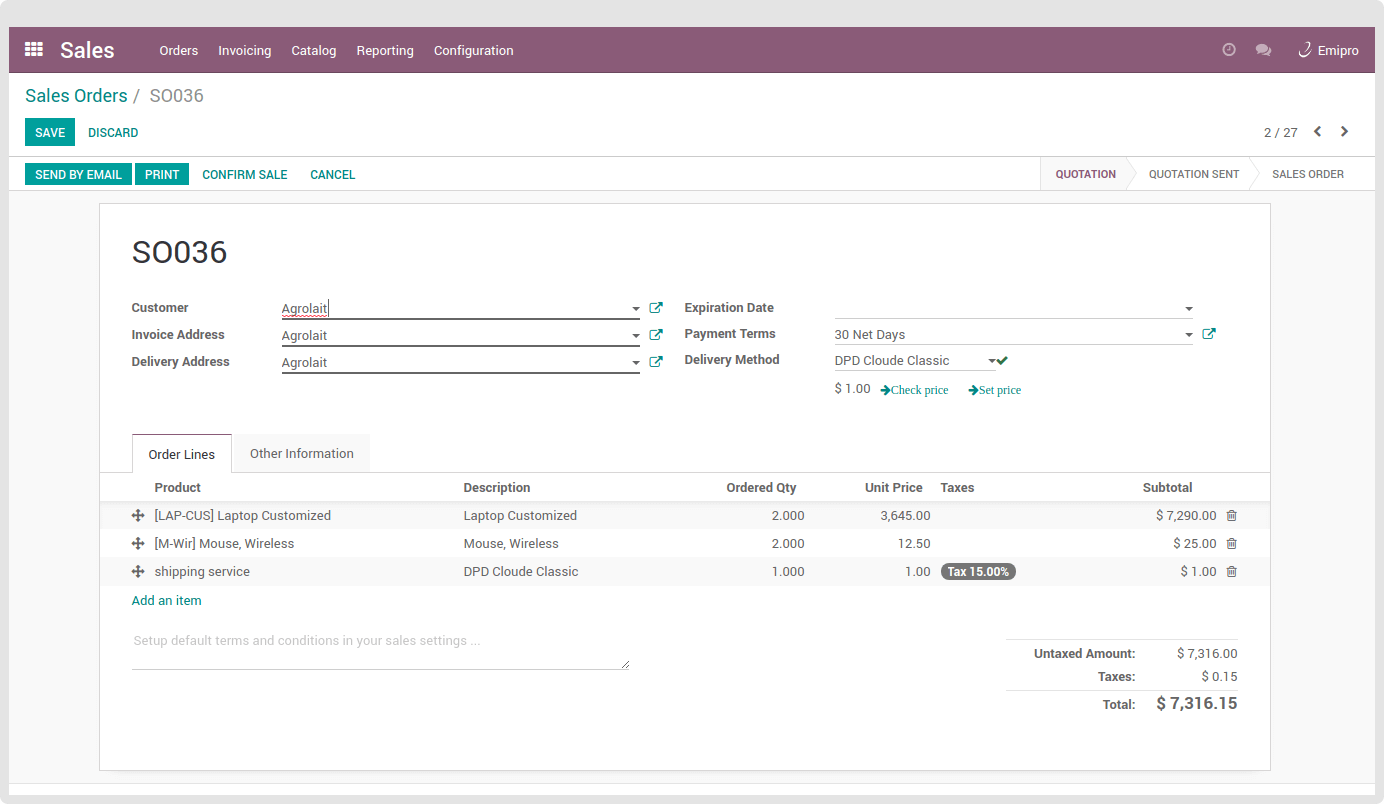 Sales Orders Invoicing Catalog Reporting Configuration Emipro
Sales Orders / SO036
SAVE DISCARD 2 / 27
SEND BY EMAIL PRINT CONFIRM SALE CANCEL QUOTATION QUOTATION SENT SALES ORDER
SO036
Customer Agrolait Expiration Date
Invoice Address Agrolait Payment Terms 30 Net Days
Delivery Address Agrolait Delivery Method DPD Cloude Classic
$ 1.00 Check price Set price
Order Lines Other Information
Product Description Ordered Qty Unit Price Taxes Subtotal
[LAP-CUS] Laptop Customized Laptop Customized 2.000 3,645.00 $ 7,290.00
[M-Wir] Mouse, Wireless Mouse, Wireless 2.000 12.50 $ 25.00
shipping service DPD Cloude Classic 1.000 1.00 Tax 15.00% $ 1.00
Add an item
Setup default terms and conditions in your sales settings ...
Untaxed Amount: $ 7,316.00
Taxes: $ 0.15
Total: $ 7,316.15